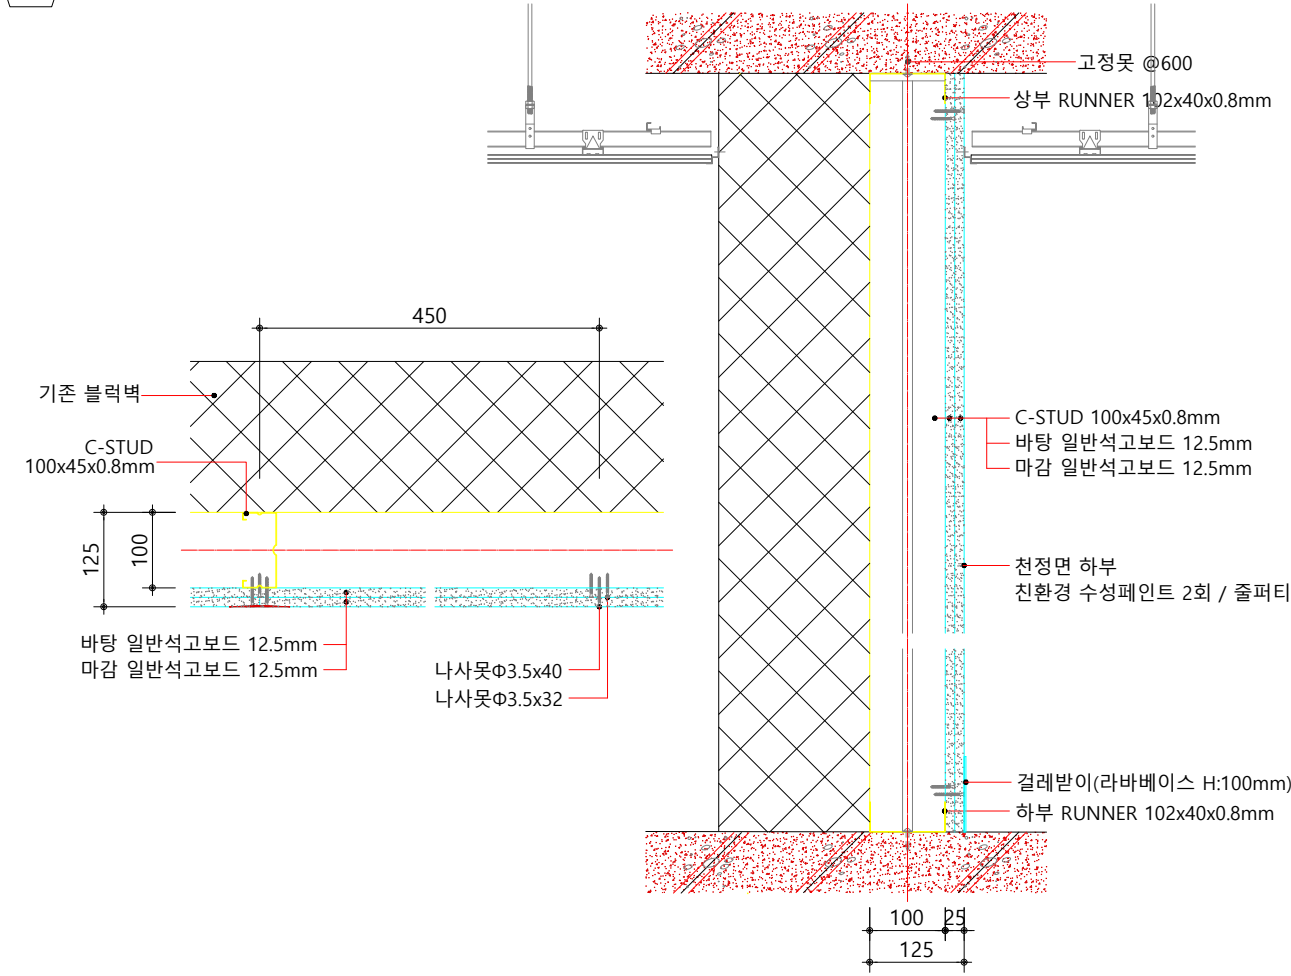 고정못 @600
상부 RUNNER 102x40x0.8mm
450
기존 블럭벽
C-STUD
100x45x0.8mm
C-STUD 100x45x0.8mm
바탕 일반석고보드 12.5mm
마감 일반석고보드 12.5mm
125
100
천정면 하부
친환경 수성페인트 2회 / 줄퍼티
바탕 일반석고보드 12.5mm
마감 일반석고보드 12.5mm
나사못Φ3.5x40
나사못Φ3.5x32
걸레받이(라바베이스 H:100mm)
하부 RUNNER 102x40x0.8mm
100
25
125